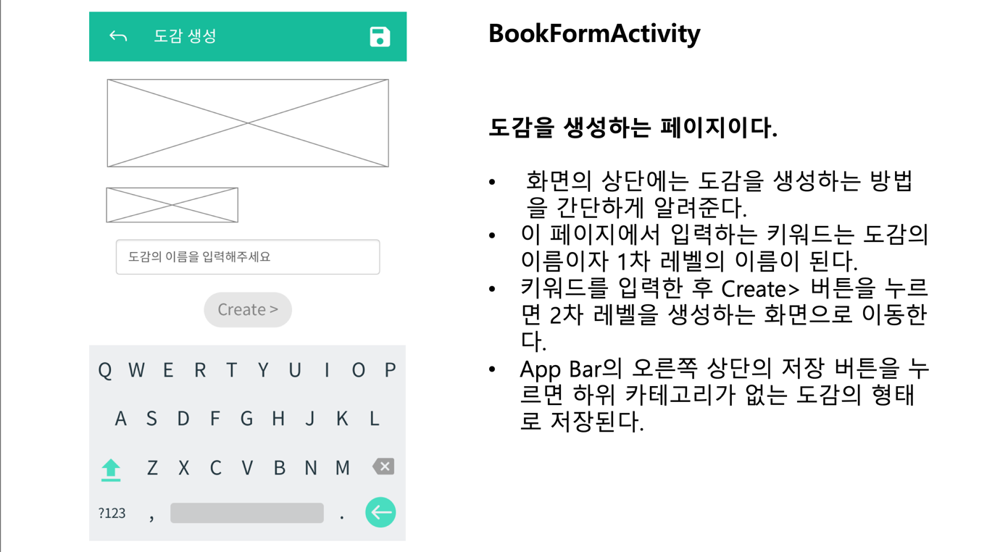 도감 생성
도감의 이름을 입력해주세요
Create >
Q W E R T Y U I O P
A S D F G H J K L
Z X C V B N M
?123 , .
BookFormActivity
도감을 생성하는 페이지이다.
• 화면의 상단에는 도감을 생성하는 방법
을 간단하게 알려준다.
• 이 페이지에서 입력하는 키워드는 도감의
이름이자 1차 레벨의 이름이 된다.
• 키워드를 입력한 후 Create> 버튼을 누르
면 2차 레벨을 생성하는 화면으로 이동한
다.
• App Bar의 오른쪽 상단의 저장 버튼을 누
르면 하위 카테고리가 없는 도감의 형태
로 저장된다.